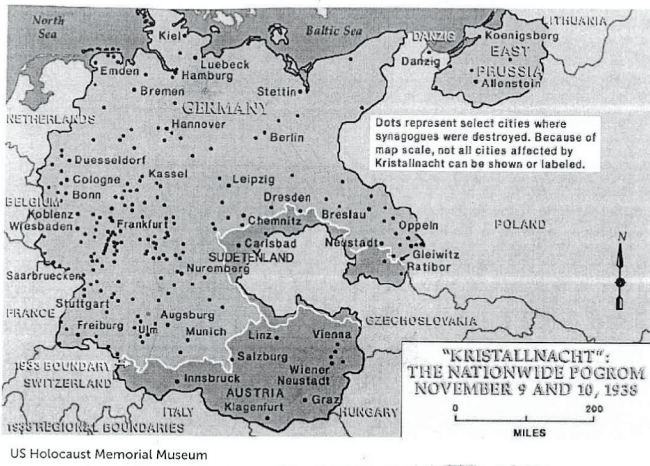 North
Sea
Kiel
Baltic Sea
DANZIG
LITHUANIA
Koenigsberg
EAST
PRUSSIA
Allenstein
Danzig
Emden
Luebeck
Hamburg
Bremen
Stettin
GERMANY
NETHERLANDS
Hannover
Berlin
Dots represent select cities where
synagogues were destroyed. Because of
map scale, not all cities affected by
Kristallnacht can be shown or labeled.
Duesseldorf
Cologne
Kassel
Leipzig
Bonn
BELGIUM
Dresden
Koblenz
Wiesbaden
Frankfurt
Chemnitz
Breslau
Oppeln
POLAND
N
Carlsbad
Neustadt
Gleiwitz
SUDETENLAND
Ratibor
Saarbruecken
Nuremberg
Stuttgart
FRANCE
Augsburg
CZECHOSLOVAKIA
Freiburg
Ulm
Munich
Linz
Vienna
1933 BOUNDARY
SWITZERLAND
Salzburg
Wiener
Neustadt
Innsbruck
AUSTRIA
Graz
Klagenfurt
ITALY
HUNGARY
1938 REGIONAL BOUNDARIES
"KRISTALLNACHT":
THE NATIONWIDE POGROM
NOVEMBER 9 AND 10, 1938
0 200
MILES
US Holocaust Memorial Museum